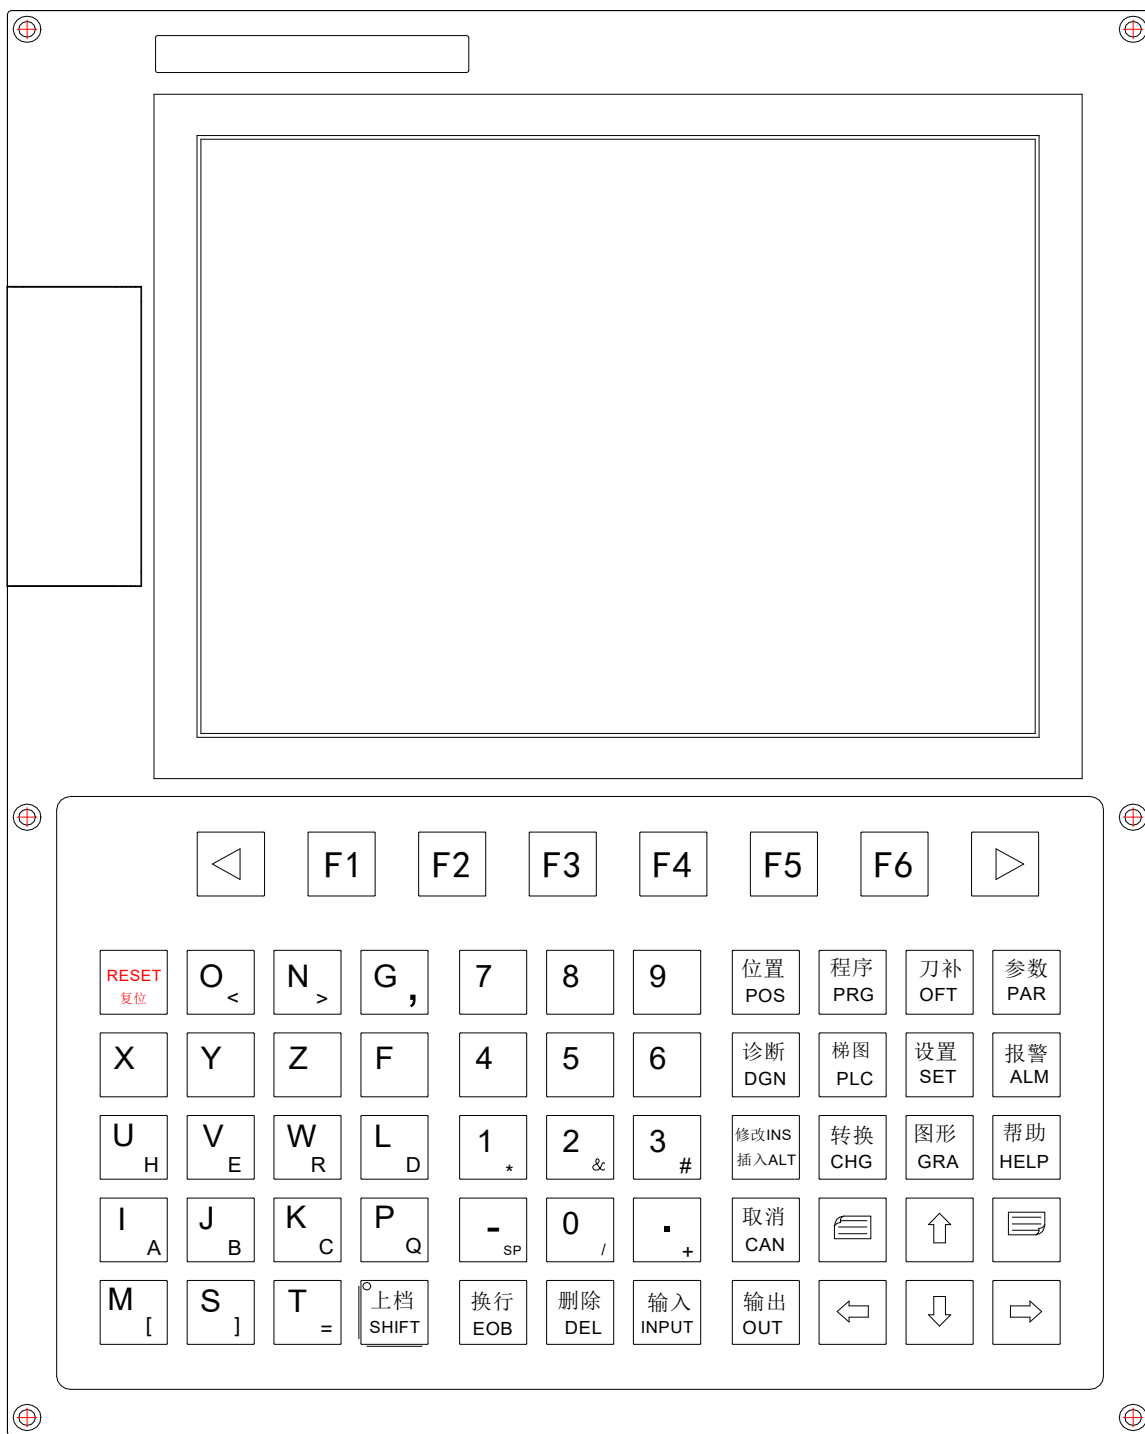 F1 F2 F3 F4 F5 F6
RESET
复位
O <
N >
G ,
7
8
9
位置
POS
程序
PRG
刀补
OFT
参数
PAR
X
Y
Z
F
4
5
6
诊断
DGN
梯图
PLC
设置
SET
报警
ALM
U H
V E
W R
L D
1 *
2 &
3 #
修改INS
插入ALT
转换
CHG
图形
GRA
帮助
HELP
I A
J B
K C
P Q
- SP
0 /
. +
取消
CAN
M [
S ]
T =
上档
SHIFT
换行
EOB
删除
DEL
输入
INPUT
输出
OUT